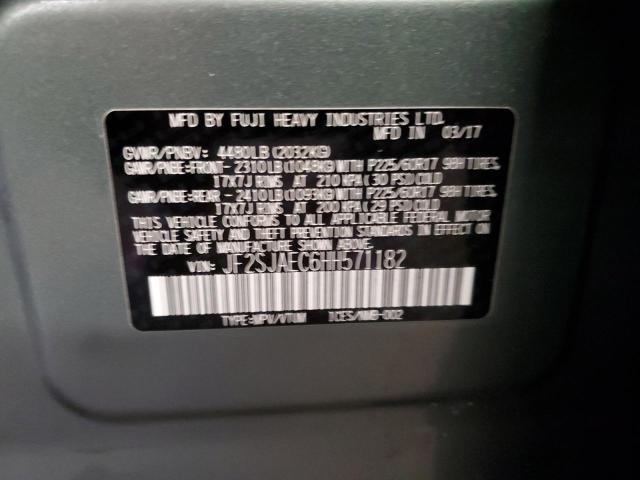 MFD BY FUJI HEAVY INDUSTRIES LTD.
MFD IN 03/17
GVWR/PNBV: 4480LB(2032KG)
GAWR/PNBE:FRONT- 2310LB(1048KG)WITH P225/60R17 98H TIRES,
17X7J RIMS AT 210 KPA(30 PSI)COLD
GAWR/PNBE:REAR - 2410LB(1093KG)WITH P225/60R17 98H TIRES,
17X7J RIMS AT 200 KPA(29 PSI)COLD
THIS VEHICLE CONFORMS TO ALL APPLICABLE FEDERAL MOTOR
VEHICLE SAFETY AND THEFT PREVENTION STANDARDS IN EFFECT
ON THE DATE OF MANUFACTURE SHOWN ABOVE.
VIN: JF2SJAEC6HH571182
TYPE:MPV/VTUM ICES/NMB-002